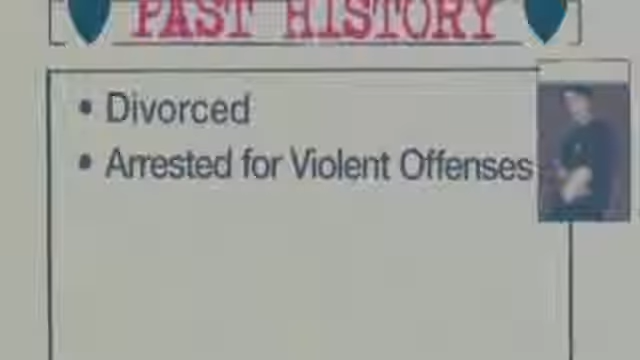 PAST HISTORY
• Divorced
• Arrested for Violent Offenses